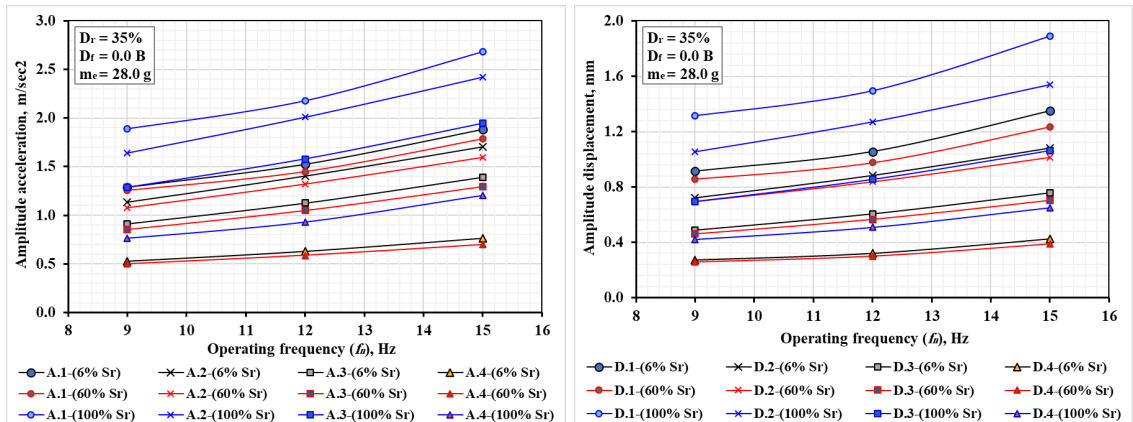 Dr = 35%
Df = 0.0 B
me = 28.0 g
Amplitude acceleration, m/sec2
3.0
2.5
2.0
1.5
1.0
0.5
0.0
8 9 10 11 12 13 14 15 16
Operating frequency (fn), Hz
A.1-(6% Sr) A.2-(6% Sr) A.3-(6% Sr) A.4-(6% Sr)
A.1-(60% Sr) A.2-(60% Sr) A.3-(60% Sr) A.4-(60% Sr)
A.1-(100% Sr) A.2-(100% Sr) A.3-(100% Sr) A.4-(100% Sr)
Dr = 35%
Df = 0.0 B
me = 28.0 g
Amplitude displacement, mm
2.0
1.6
1.2
0.8
0.4
0.0
8 9 10 11 12 13 14 15 16
Operating frequency (fn), Hz
D.1-(6% Sr) D.2-(6% Sr) D.3-(6% Sr) D.4-(6% Sr)
D.1-(60% Sr) D.2-(60% Sr) D.3-(60% Sr) D.4-(60% Sr)
D.1-(100% Sr) D.2-(100% Sr) D.3-(100% Sr) D.4-(100% Sr)